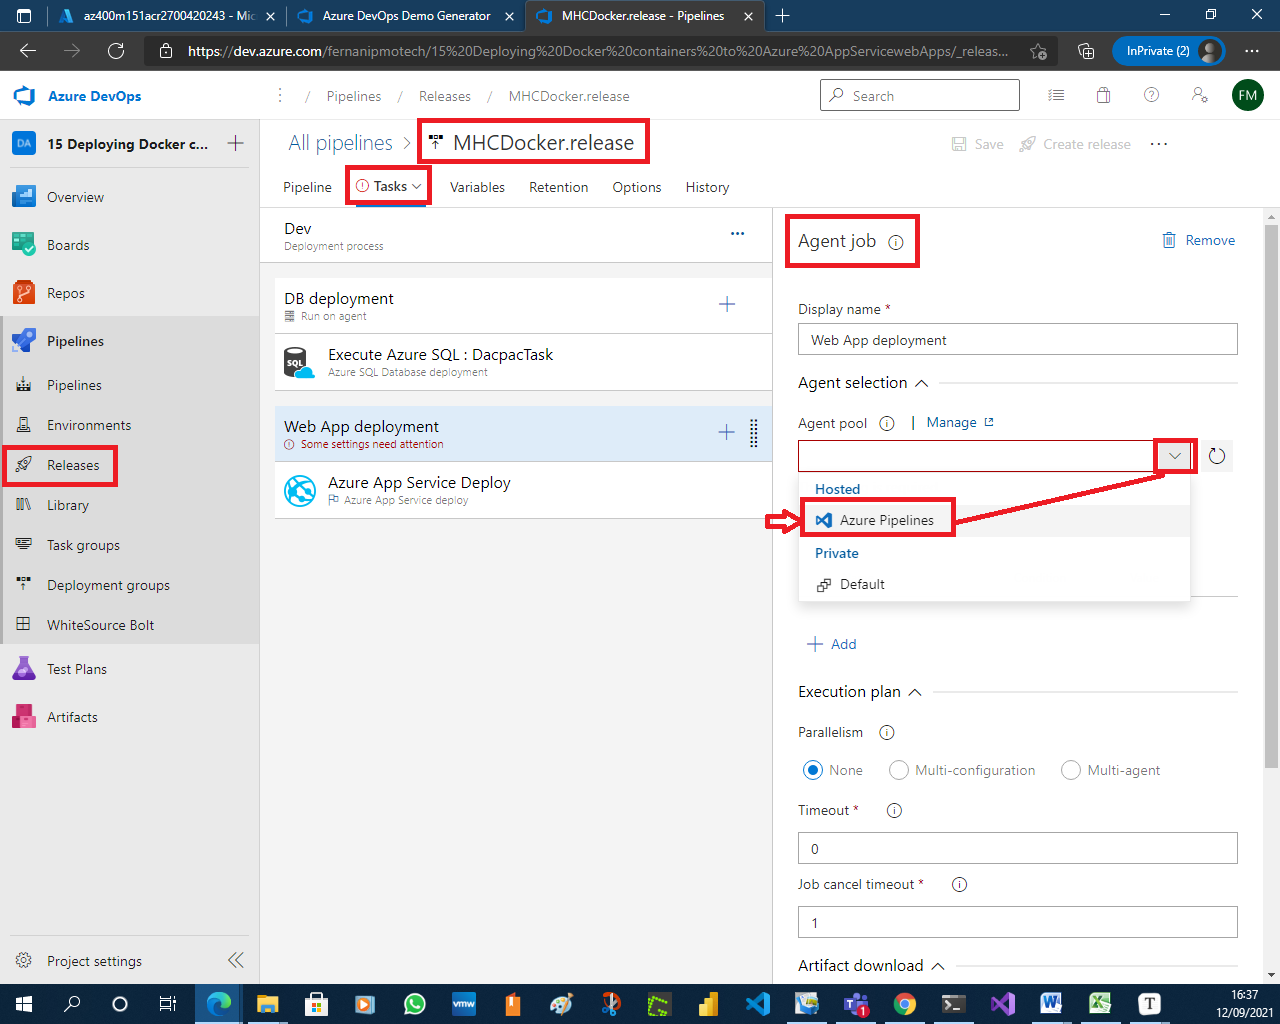 az400m151acr2700420243 - Mic
Azure DevOps Demo Generator
MHCDocker.release - Pipelines
https://dev.azure.com/fernanipmotech/15%20Deploying%20Docker%20containers%20to%20Azure%20AppServicewebApps/_releas...
InPrivate (2)
Azure DevOps
/ Pipelines / Releases / MHCDocker.release
Search
FM
DA
15 Deploying Docker c...
Overview
Boards
Repos
Pipelines
Pipelines
Environments
Releases
Library
Task groups
Deployment groups
WhiteSource Bolt
Test Plans
Artifacts
Project settings
All pipelines > MHCDocker.release
Save
Create release
Pipeline
Tasks
Variables
Retention
Options
History
Dev
Deployment process
DB deployment
Run on agent
SQL
Execute Azure SQL : DacpacTask
Azure SQL Database deployment
Web App deployment
Some settings need attention
Azure App Service Deploy
Azure App Service deploy
Agent job
Remove
Display name *
Web App deployment
Agent selection
Agent pool | Manage
Hosted
Azure Pipelines
Private
Default
Add
Execution plan
Parallelism
None
Multi-configuration
Multi-agent
Timeout *
0
Job cancel timeout *
1
Artifact download
vmw
1
T
16:37
12/09/2021